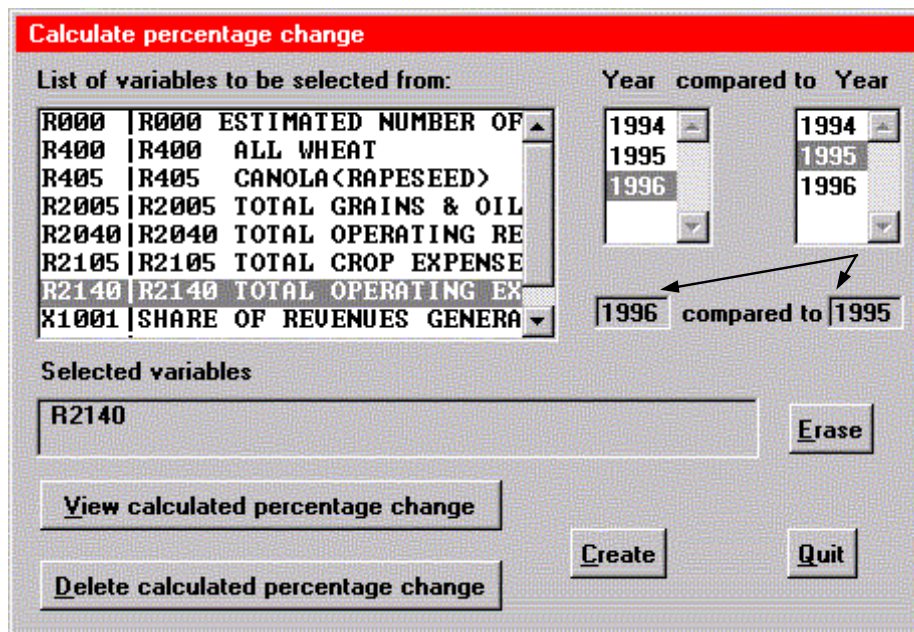 Calculate percentage change
List of variables to be selected from:
Year compared to Year
R000 |R000 ESTIMATED NUMBER OF
R400 |R400 ALL WHEAT
R405 |R405 CANOLA(RAPESEED)
R2005|R2005 TOTAL GRAINS & OIL
R2040|R2040 TOTAL OPERATING RE
R2105|R2105 TOTAL CROP EXPENSE
R2140|R2140 TOTAL OPERATING EX
X1001|SHARE OF REVENUES GENERA
1994
1995
1996
1994
1995
1996
1996 compared to 1995
Selected variables
R2140
Erase
View calculated percentage change
Create
Quit
Delete calculated percentage change